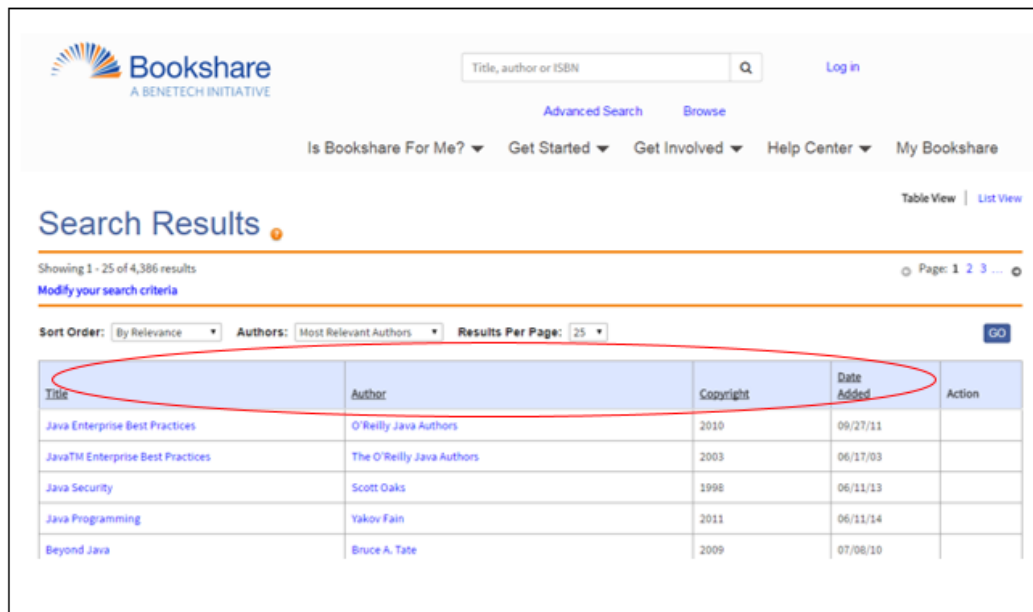 Bookshare
A BENETECH INITIATIVE
Title, author or ISBN
Log in
Advanced Search Browse
Is Bookshare For Me? Get Started Get Involved Help Center My Bookshare
Table View | List View
Search Results ?
Showing 1 - 25 of 4,386 results
Page: 1 2 3 ...
Modify your search criteria
Sort Order: By Relevance Authors: Most Relevant Authors Results Per Page: 25 GO
Title Author Copyright Date Added Action
Java Enterprise Best Practices O'Reilly Java Authors 2010 09/27/11
JavaTM Enterprise Best Practices The O'Reilly Java Authors 2003 06/17/03
Java Security Scott Oaks 1998 06/11/13
Java Programming Yakov Fain 2011 06/11/14
Beyond Java Bruce A. Tate 2009 07/08/10